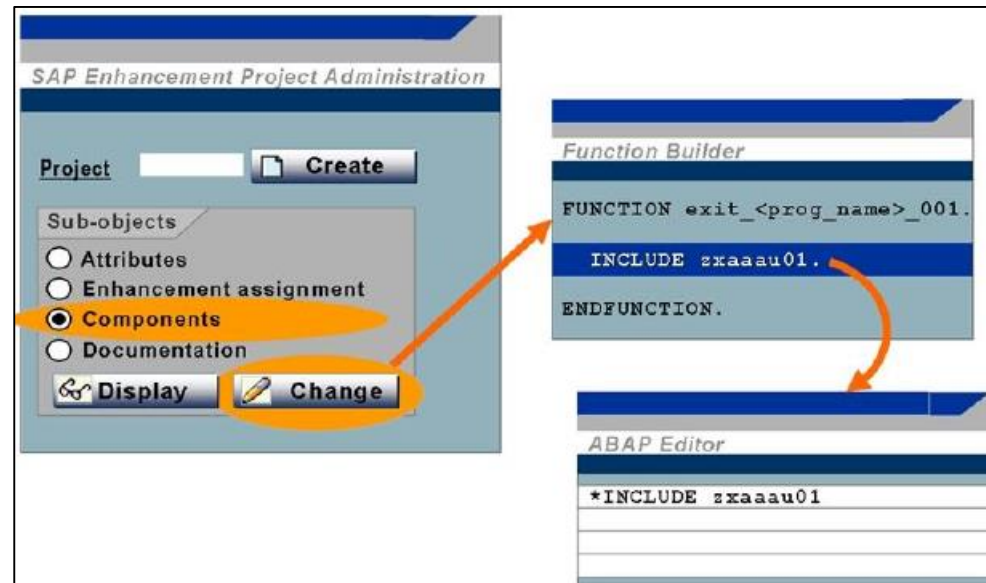 SAP Enhancement Project Administration
Project
Create
Sub-objects
Attributes
Enhancement assignment
Components
Documentation
Display
Change
Function Builder
FUNCTION exit_<prog_name>_001.
INCLUDE zxaaau01.
ENDFUNCTION.
ABAP Editor
*INCLUDE zxaaau01